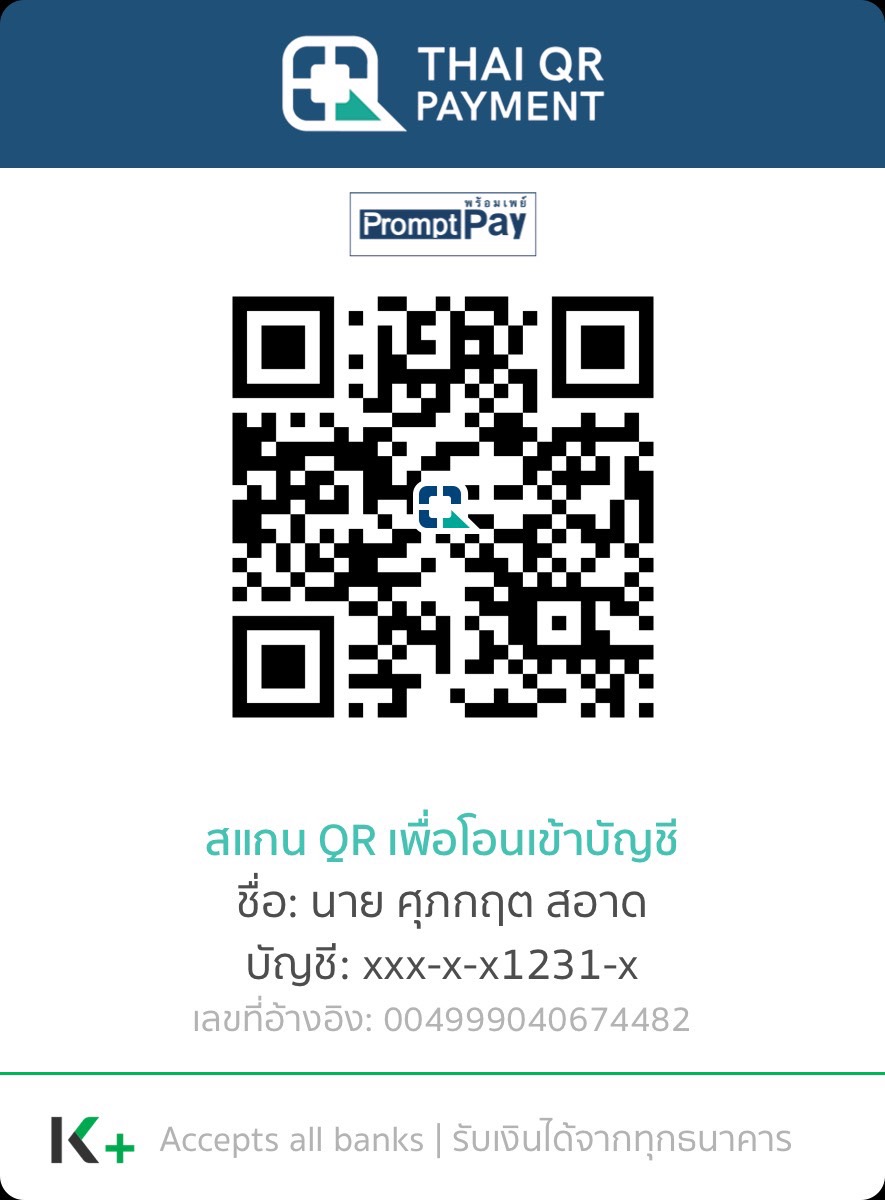 THAI QR
PAYMENT
พร้อมเพย์
PromptPay
สแกน QR เพื่อโอนเข้าบัญชี
ชื่อ: นาย ศุภกฤต สอาด
บัญชี: xxx-x-x1231-x
เลขที่อ้างอิง: 004999040674482
K+ Accepts all banks | รับเงินได้จากทุกธนาคาร